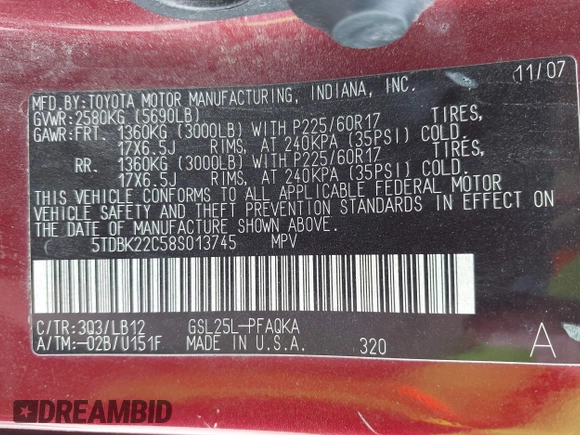 MFD. BY: TOYOTA MOTOR MANUFACTURING, INDIANA, INC. 11/07
GVWR: 2580KG (5690LB)
GAWR: FRT. 1360KG (3000LB) WITH P225/60R17 TIRES,
17X6.5J RIMS, AT 240KPA (35PSI) COLD.
RR. 1360KG (3000LB) WITH P225/60R17 TIRES,
17X6.5J RIMS, AT 240KPA (35PSI) COLD.
THIS VEHICLE CONFORMS TO ALL APPLICABLE FEDERAL MOTOR
VEHICLE SAFETY AND THEFT PREVENTION STANDARDS IN EFFECT ON
THE DATE OF MANUFACTURE SHOWN ABOVE.
5TDBK22C58S013745 MPV
C/TR: 3Q3/LB12 GSL25L-PFAQKA
A/TM: -02B/U151F MADE IN U.S.A. 320 A
DREAMBID